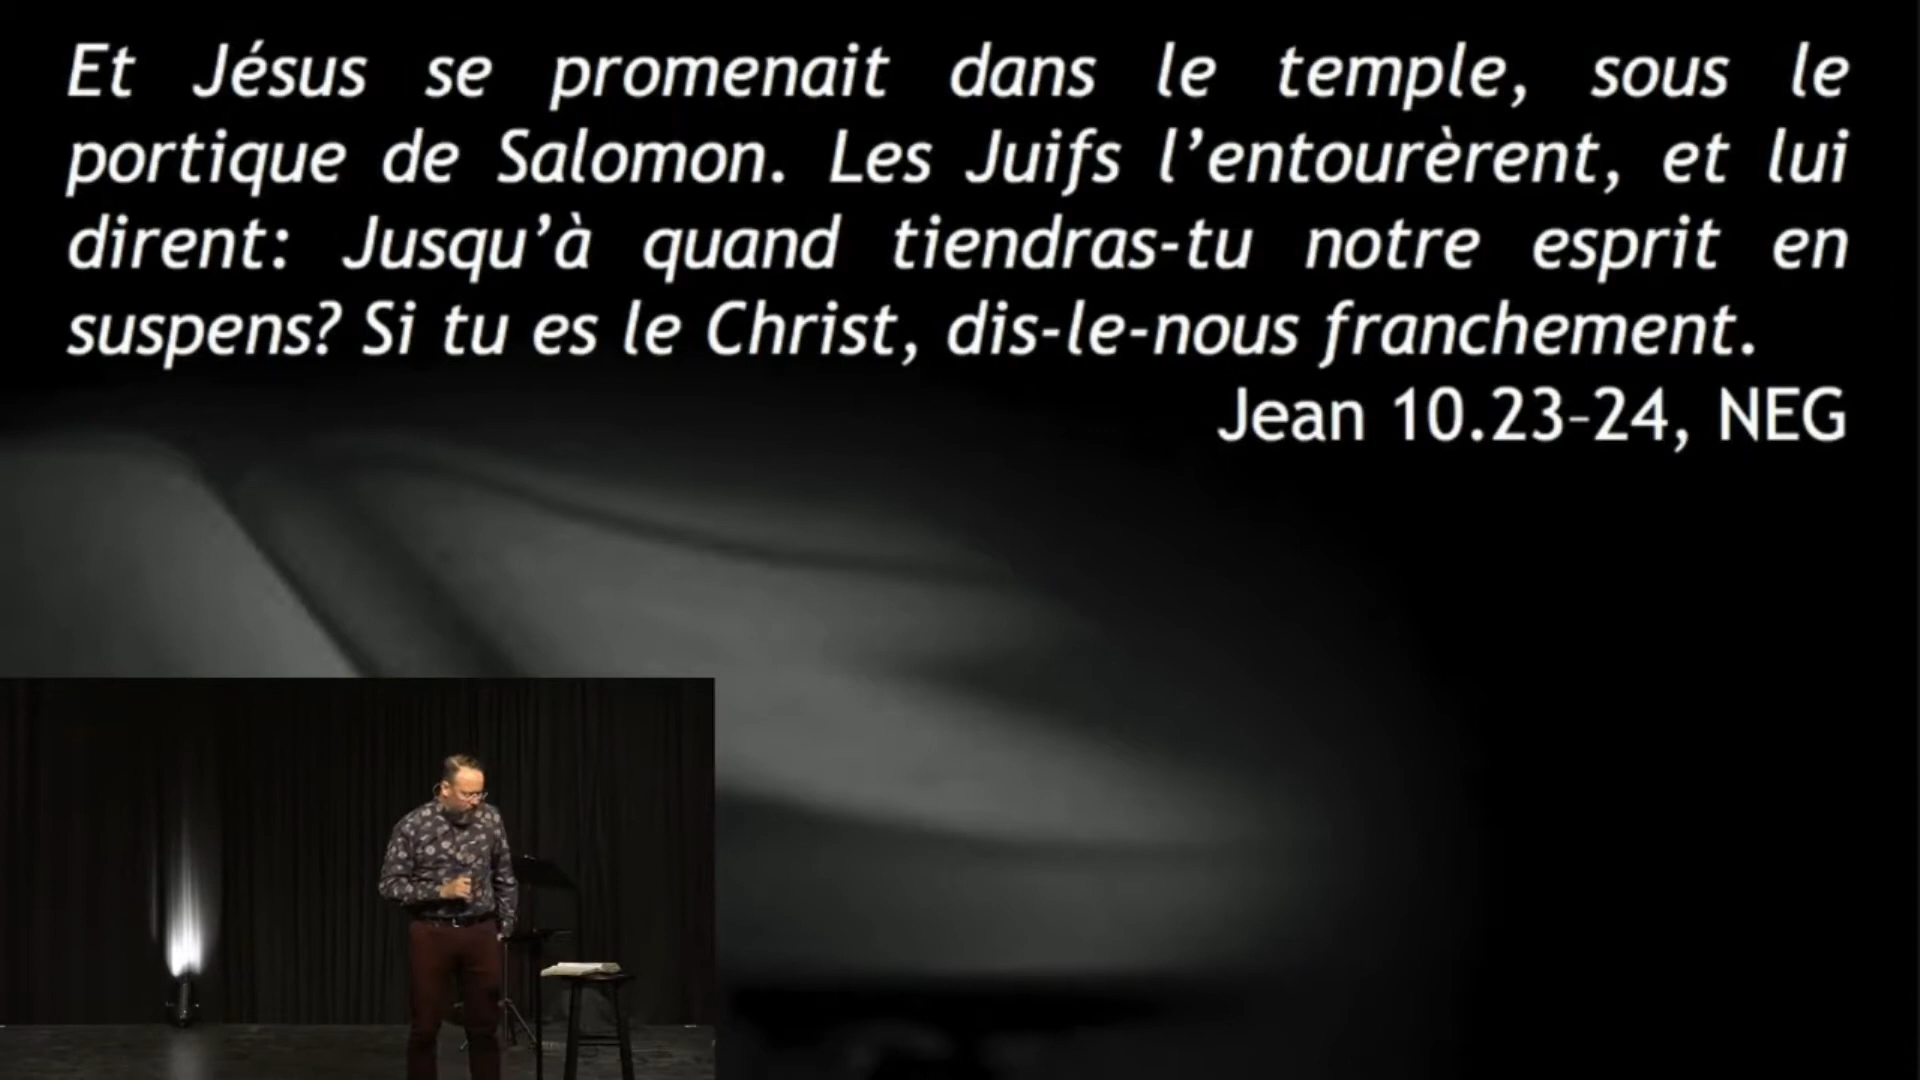 Et Jésus se promenait dans le temple, sous le
portique de Salomon. Les Juifs l’entourèrent, et lui
dirent: Jusqu’à quand tiendras-tu notre esprit en
suspens? Si tu es le Christ, dis-le-nous franchement.
Jean 10.23–24, NEG